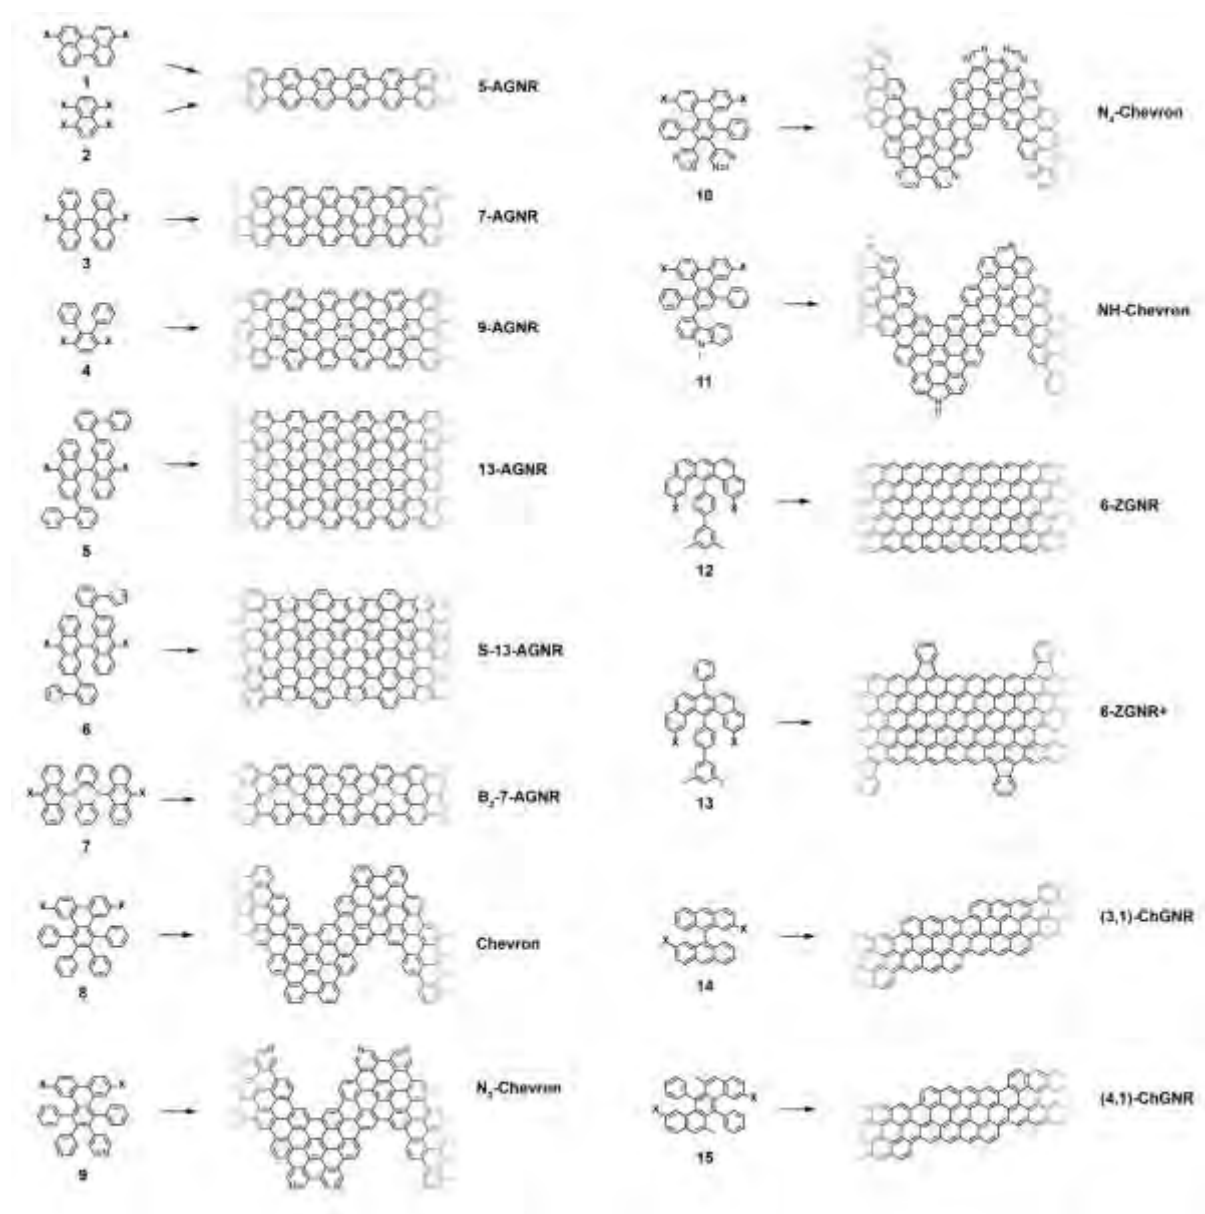 X X
1
5-AGNR
X X
X X
2
X X
3
7-AGNR
X X
4
9-AGNR
X X
5
13-AGNR
X X
6
S-13-AGNR
X X
7
B₂-7-AGNR
X X
8
Chevron
X X
9
N₂-Chevron
X X
10
N₄-Chevron
X X
11
NH-Chevron
X X
12
6-ZGNR
X X
13
6-ZGNR+
X
X
14
(3,1)-ChGNR
X
X
15
(4,1)-ChGNR